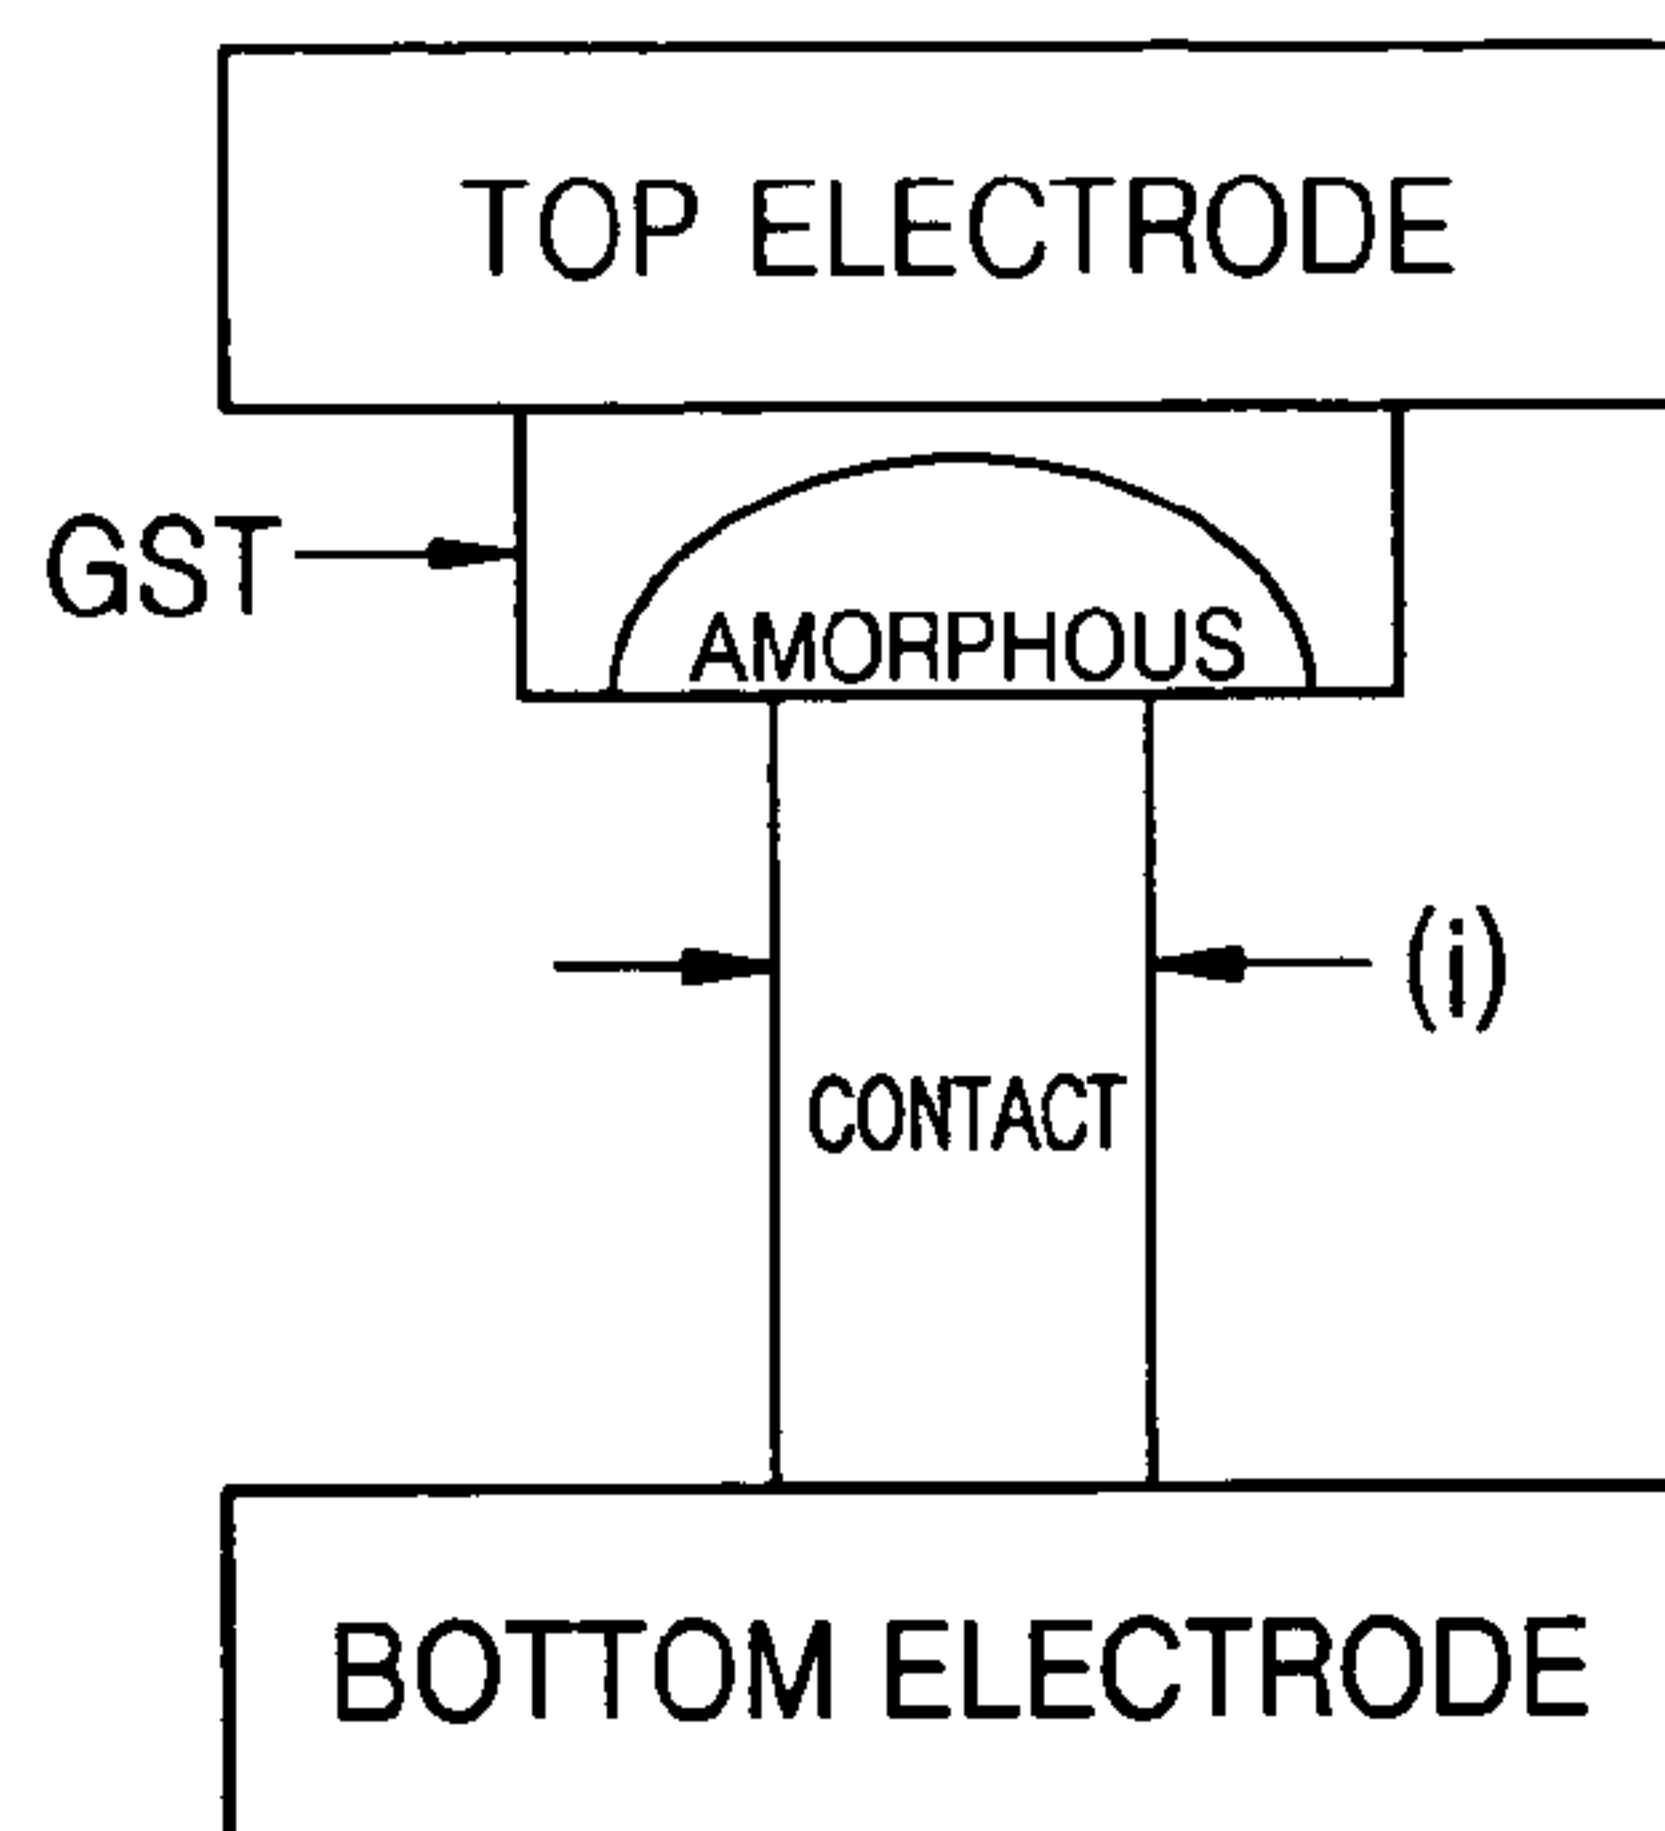 TOP ELECTRODE
GST
AMORPHOUS
(i)
CONTACT
BOTTOM ELECTRODE